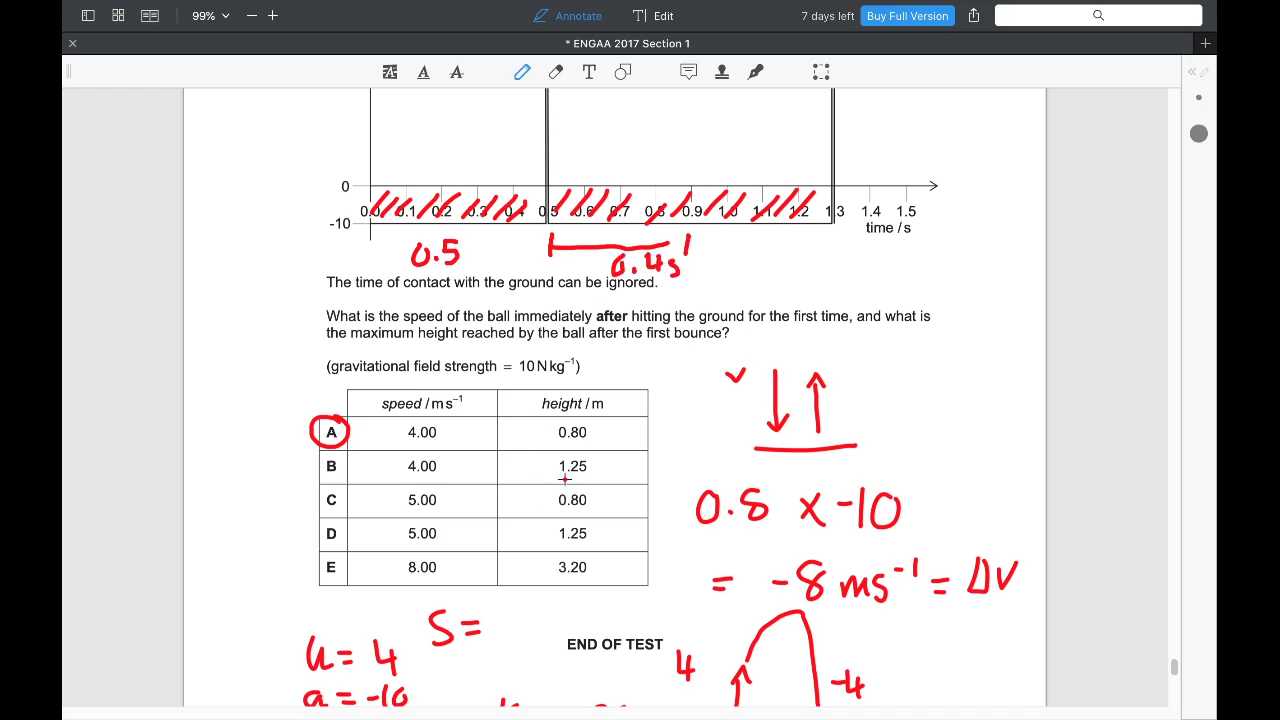 99% Annotate Edit 7 days left Buy Full Version
* ENGAA 2017 Section 1
0
0.0 0.1 0.2 0.3 0.4 0.5 0.6 0.7 0.8 0.9 1.0 1.1 1.2 1.3 1.4 1.5
-10
time / s
0.5
0.4s
The time of contact with the ground can be ignored.
What is the speed of the ball immediately after hitting the ground for the first time, and what is
the maximum height reached by the ball after the first bounce?
(gravitational field strength = 10 N kg⁻¹)
speed / m s⁻¹ height / m
A 4.00 0.80
B 4.00 1.25
C 5.00 0.80
D 5.00 1.25
E 8.00 3.20
v
0.8 x -10
= -8 ms⁻¹ = ΔV
S =
END OF TEST
u = 4
4
-4
a = -10